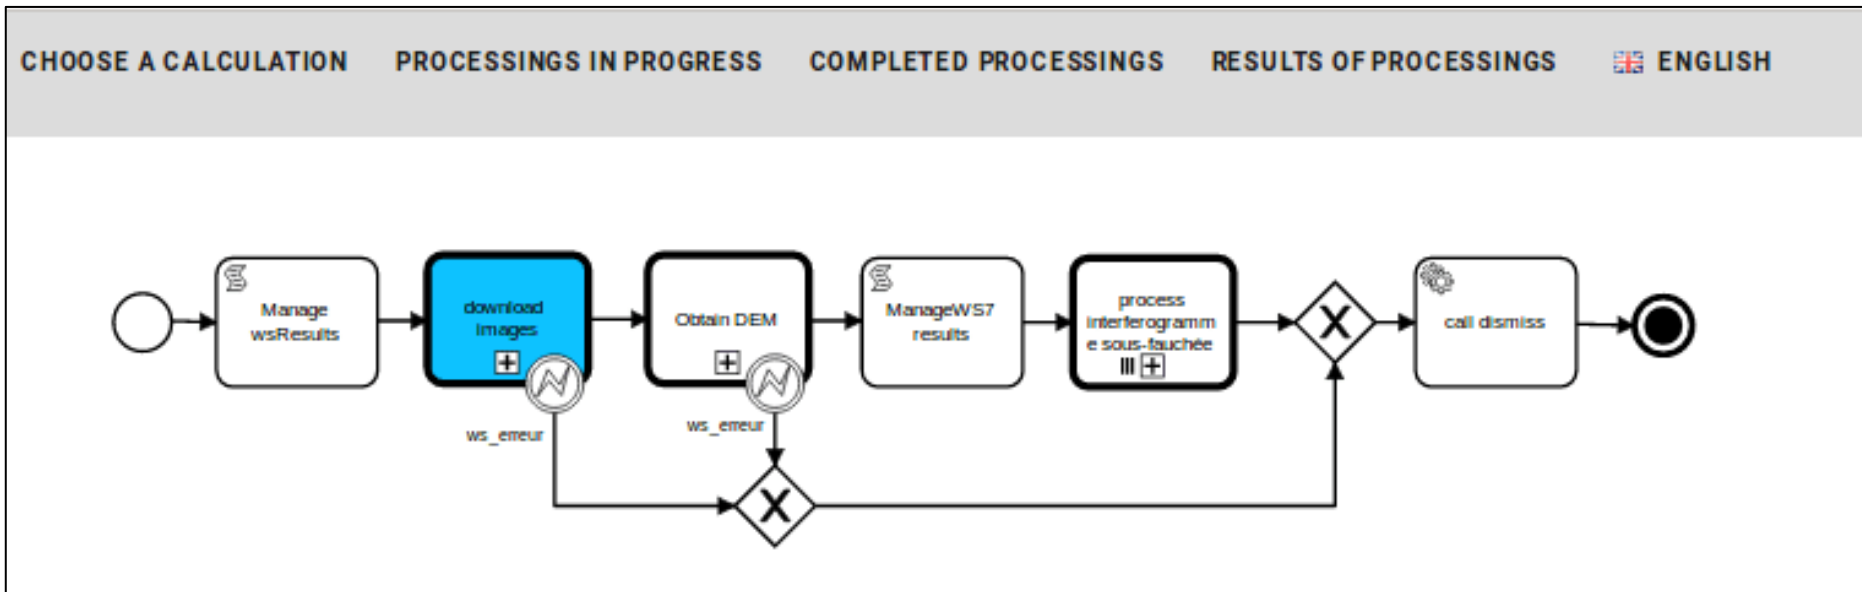 CHOOSE A CALCULATION PROCESSINGS IN PROGRESS COMPLETED PROCESSINGS RESULTS OF PROCESSINGS ENGLISH
Manage
wsResults
download
images
Obtain DEM
ManageWS7
results
process
interferogramm
e sous-fauchée
call dismiss
ws_erreur
ws_erreur